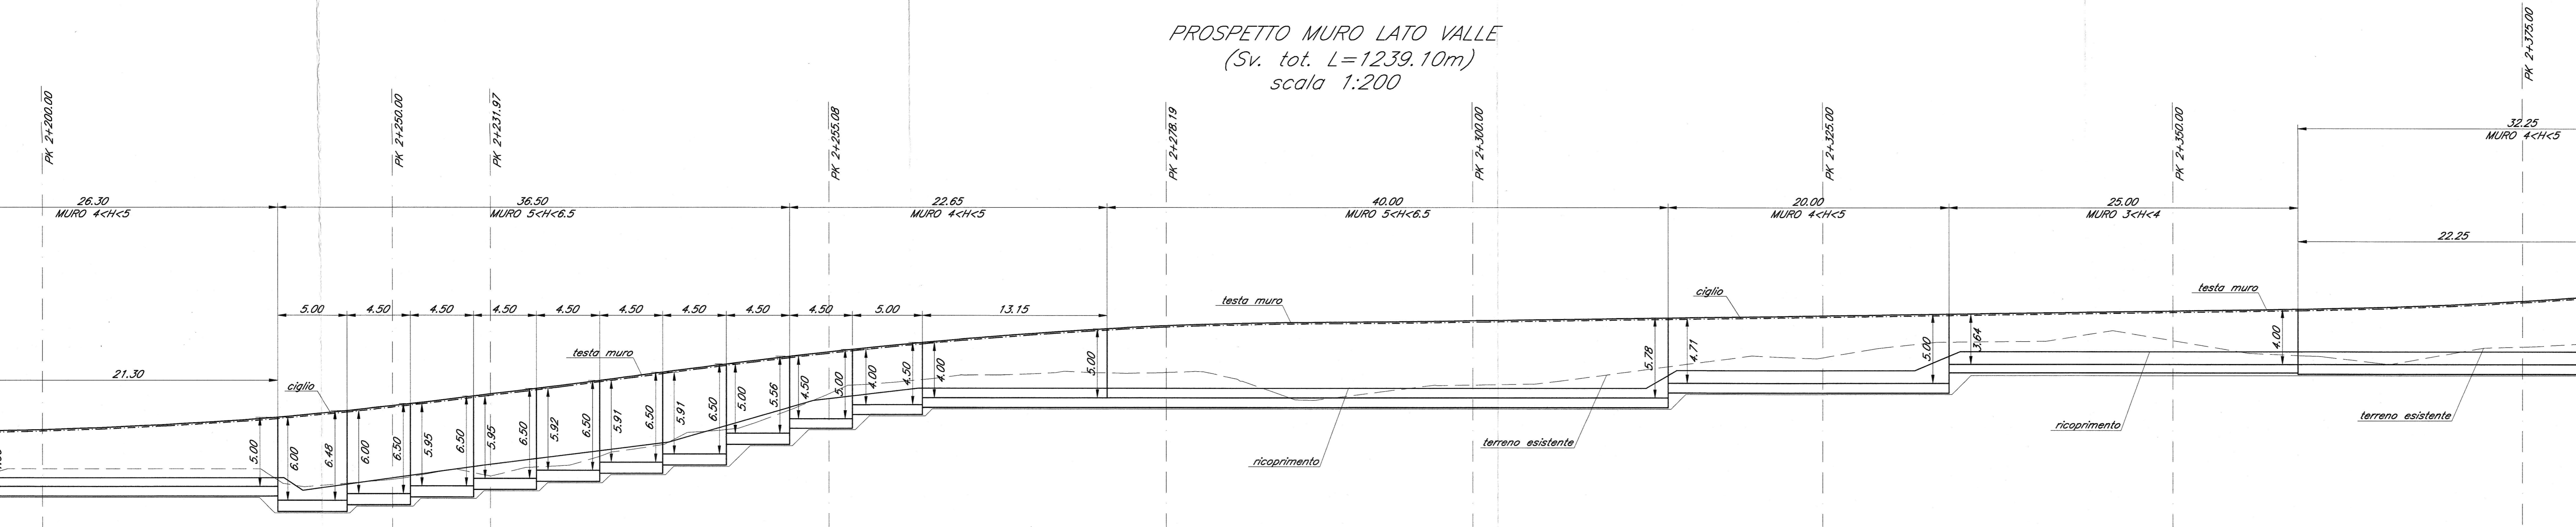 PROSPETTO MURO LATO VALLE
(Sv. tot. L=1239.10m)
scala 1:200
PK 2+200.00
PK 2+250.00
PK 2+231.97
PK 2+255.08
PK 2+278.19
PK 2+300.00
PK 2+325.00
PK 2+350.00
PK 2+375.00
32.25
MURO 4<H<5
26.30
MURO 4<H<5
36.50
MURO 5<H<6.5
22.65
MURO 4<H<5
40.00
MURO 5<H<6.5
20.00
MURO 4<H<5
25.00
MURO 3<H<4
22.25
5.00
4.50
4.50
4.50
4.50
4.50
4.50
4.50
4.50
5.00
13.15
21.30
testa muro
ciglio
testa muro
ciglio
testa muro
5.00
6.00
6.48
6.00
6.50
5.95
6.50
5.95
6.50
5.92
6.50
5.91
6.50
5.91
6.50
5.00
5.56
4.50
5.00
4.00
4.50
4.00
5.00
5.78
4.71
5.00
3.64
4.00
ricoprimento
terreno esistente
ricoprimento
terreno esistente